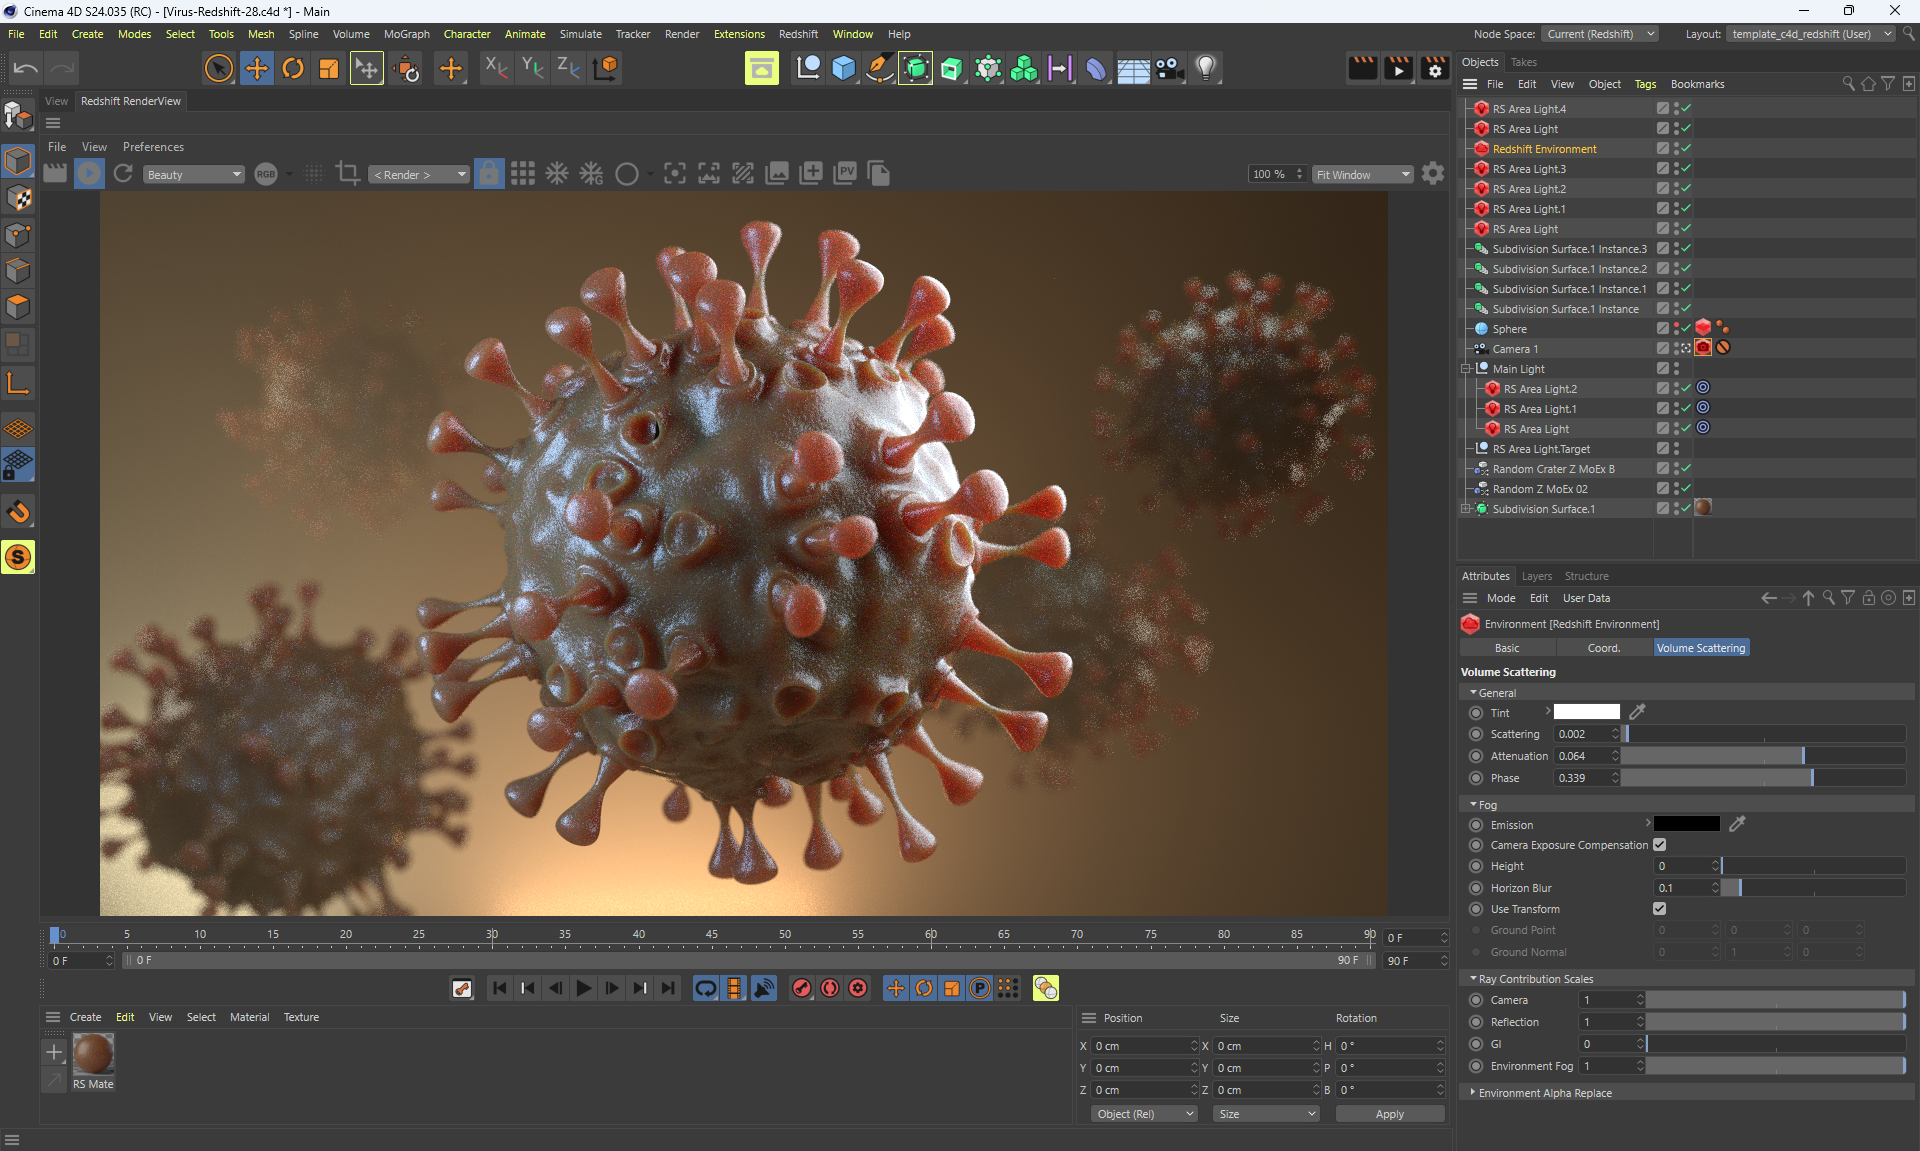 Cinema 4D S24.035 (RC) - [Virus-Redshift-28.c4d *] - Main
File Edit Create Modes Select Tools Mesh Spline Volume MoGraph Character Animate Simulate Tracker Render Extensions Redshift Window Help Node Space: Current (Redshift) Layout: template_c4d_redshift (User)
X Y Z
View Redshift RenderView
File View Preferences
Beauty RGB < Render > G PV 100 % Fit Window
Objects Takes
File Edit View Object Tags Bookmarks
RS Area Light.4
RS Area Light
Redshift Environment
RS Area Light.3
RS Area Light.2
RS Area Light.1
RS Area Light
Subdivision Surface.1 Instance.3
Subdivision Surface.1 Instance.2
Subdivision Surface.1 Instance.1
Subdivision Surface.1 Instance
Sphere
Camera 1
Main Light
RS Area Light.2
RS Area Light.1
RS Area Light
RS Area Light.Target
Random Crater Z MoEx B
Random Z MoEx 02
Subdivision Surface.1
S
Attributes Layers Structure
Mode Edit User Data
Environment [Redshift Environment]
Basic Coord. Volume Scattering
Volume Scattering
General
Tint
Scattering 0.002
Attenuation 0.064
Phase 0.339
Fog
Emission
Camera Exposure Compensation
Height 0
Horizon Blur 0.1
Use Transform
Ground Point 0 0 0
Ground Normal 0 1 0
Ray Contribution Scales
Camera 1
Reflection 1
GI 0
Environment Fog 1
Environment Alpha Replace
0 5 10 15 20 25 30 35 40 45 50 55 60 65 70 75 80 85 90 0 F
0 F 0 F 90 F 90 F
P
Create Edit View Select Material Texture
RS Mate
Position Size Rotation
X 0 cm X 0 cm H 0 °
Y 0 cm Y 0 cm P 0 °
Z 0 cm Z 0 cm B 0 °
Object (Rel) Size Apply